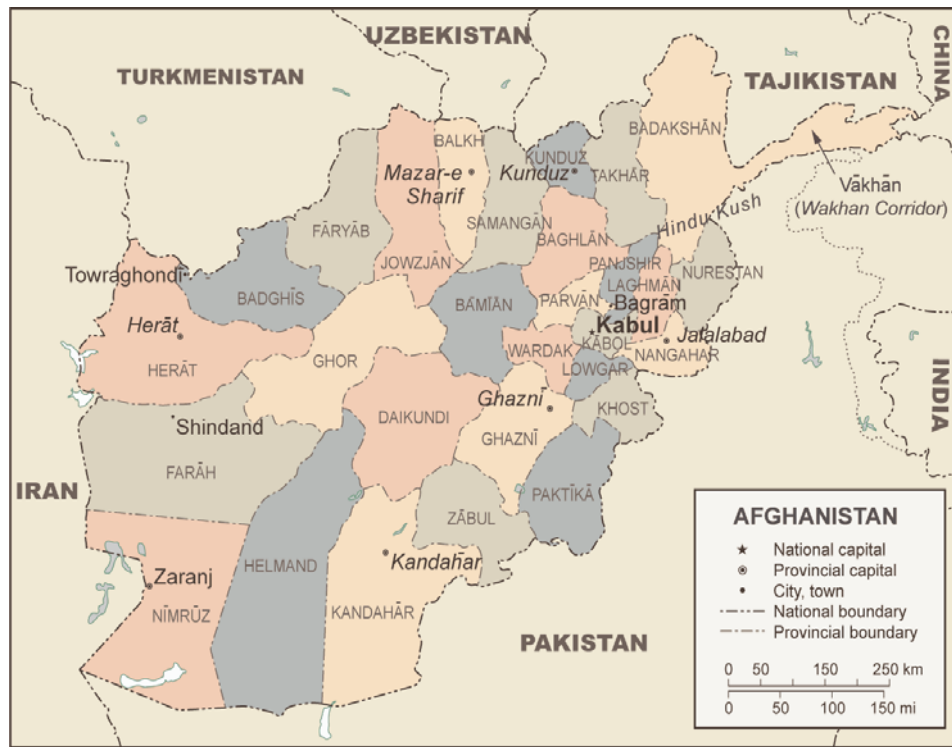 UZBEKISTAN
TURKMENISTAN
TAJIKISTAN
CHINA
BADAKSHĀN
BALKH
KUNDUZ
Mazar-e
Sharif
Kunduz
TAKHĀR
Vākhān
(Wakhan Corridor)
Hindu Kush
SAMANGĀN
FĀRYĀB
BAGHLĀN
JOWZJĀN
PANJSHIR
NURESTAN
Towraghondi
LAGHMĀN
BADGHĪS
BĀMĪĀN
PARVĀN
Bagrām
Herāt
Kabul
Jalalabad
KĀBOL
WARDAK
NANGAHAR
GHOR
HERĀT
LOWGAR
Ghaznī
KHOST
DAIKUNDI
Shindand
GHAZNĪ
INDIA
FARĀH
IRAN
PAKTĪKĀ
ZĀBUL
AFGHANISTAN
National capital
Kandahar
HELMAND
Provincial capital
Zaranj
City, town
NĪMRŪZ
KANDAHĀR
National boundary
Provincial boundary
PAKISTAN
0 50 150 250 km
0 50 100 150 mi